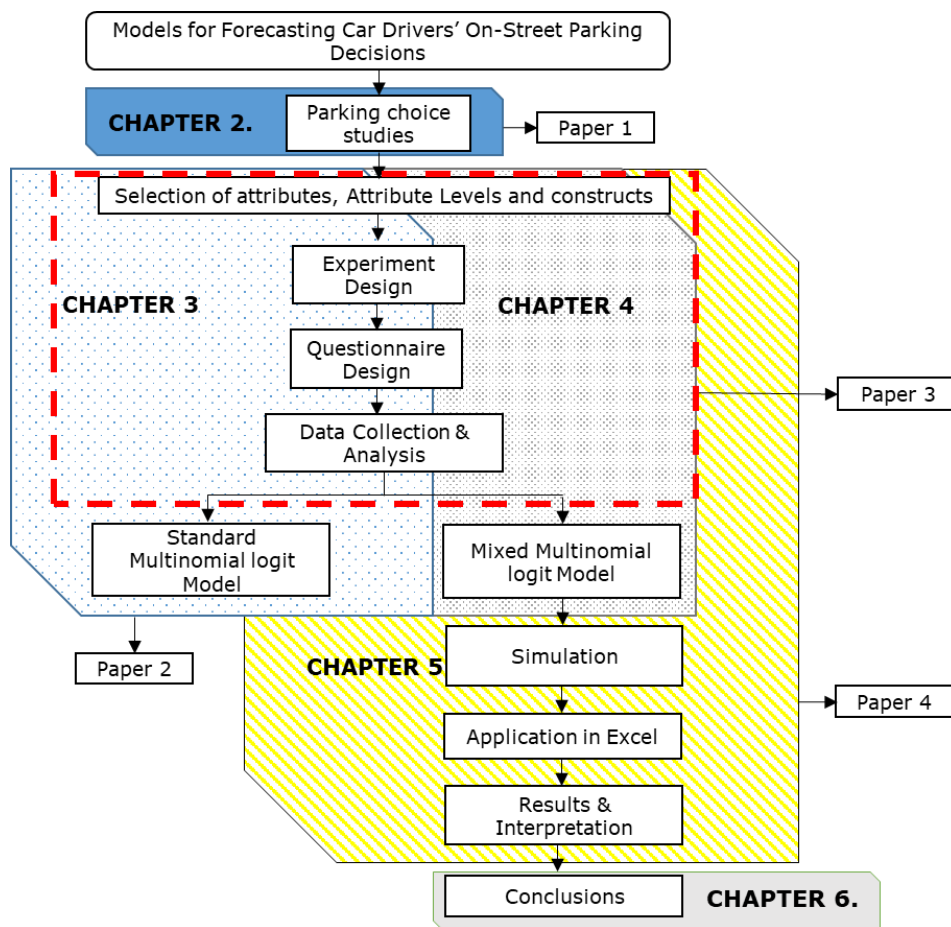 Models for Forecasting Car Drivers’ On-Street Parking
Decisions
CHAPTER 2.
Parking choice
studies
Paper 1
Selection of attributes, Attribute Levels and constructs
Experiment
Design
CHAPTER 3
CHAPTER 4
Questionnaire
Design
Paper 3
Data Collection &
Analysis
Standard
Multinomial logit
Model
Mixed Multinomial
logit Model
Paper 2
CHAPTER 5
Simulation
Paper 4
Application in Excel
Results &
Interpretation
Conclusions
CHAPTER 6.